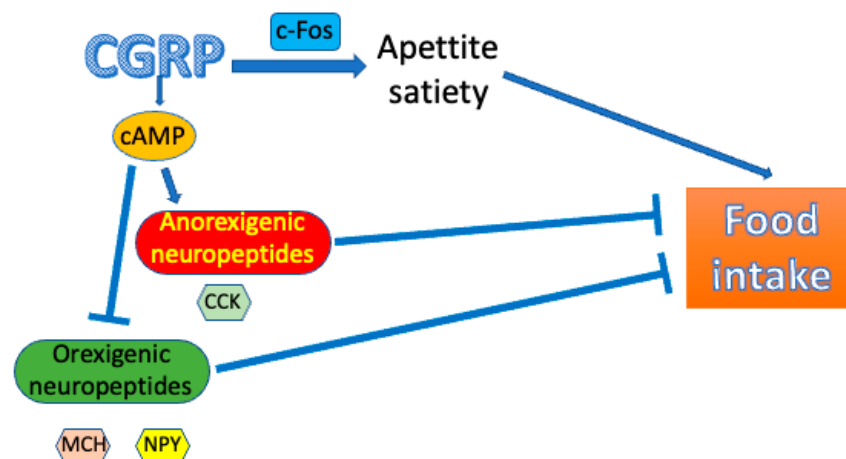 c-Fos
CGRP
Apettite
satiety
cAMP
Anorexigenic
neuropeptides
Food
intake
CCK
Orexigenic
neuropeptides
MCH
NPY